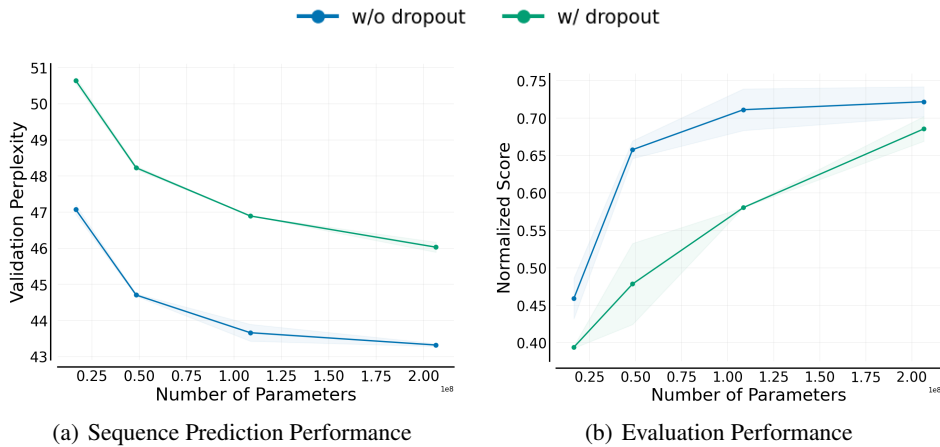 w/o dropout w/ dropout
51
50
49
48
47
46
45
44
43
Validation Perplexity
0.25 0.50 0.75 1.00 1.25 1.50 1.75 2.00
1e8
Number of Parameters
(a) Sequence Prediction Performance
0.75
0.70
0.65
0.60
0.55
0.50
0.45
0.40
Normalized Score
0.25 0.50 0.75 1.00 1.25 1.50 1.75 2.00
1e8
Number of Parameters
(b) Evaluation Performance